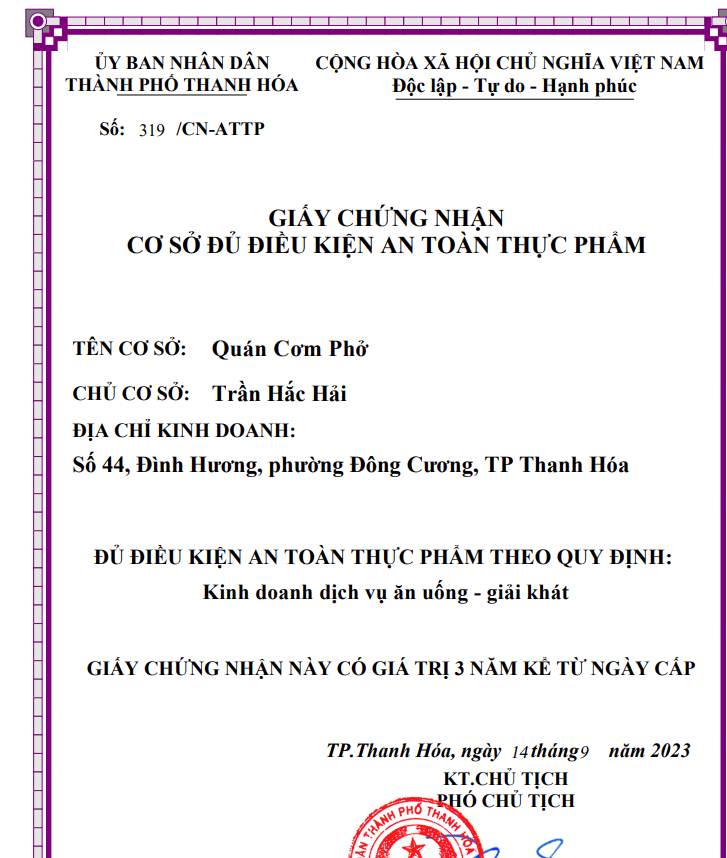 ỦY BAN NHÂN DÂN
THÀNH PHỐ THANH HÓA
CỘNG HÒA XÃ HỘI CHỦ NGHĨA VIỆT NAM
Độc lập - Tự do - Hạnh phúc
Số: 319 /CN-ATTP
GIẤY CHỨNG NHẬN
CƠ SỞ ĐỦ ĐIỀU KIỆN AN TOÀN THỰC PHẨM
TÊN CƠ SỞ: Quán Cơm Phở
CHỦ CƠ SỞ: Trần Hắc Hải
ĐỊA CHỈ KINH DOANH:
Số 44, Đình Hương, phường Đông Cương, TP Thanh Hóa
ĐỦ ĐIỀU KIỆN AN TOÀN THỰC PHẨM THEO QUY ĐỊNH:
Kinh doanh dịch vụ ăn uống - giải khát
GIẤY CHỨNG NHẬN NÀY CÓ GIÁ TRỊ 3 NĂM KỂ TỪ NGÀY CẤP
TP.Thanh Hóa, ngày 14 tháng 9 năm 2023
KT.CHỦ TỊCH
PHÓ CHỦ TỊCH
THÀNH PHỐ THANH HÓA